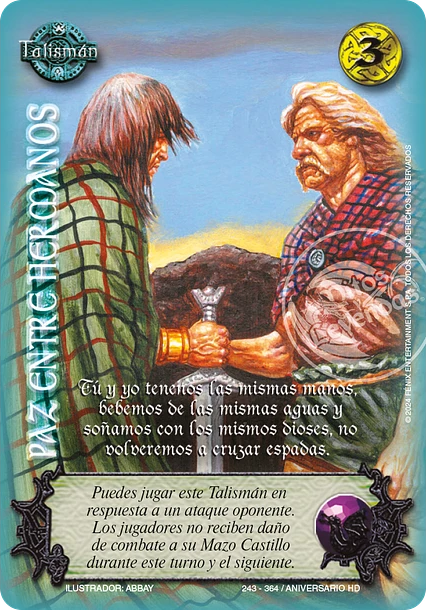 Talismán
3
PAZ ENTRE HERMANOS
© 2024 FENIX ENTERTAINMENT S.P.A. TODOS LOS DERECHOS RESERVADOS
Tú y yo tenemos las mismas manos,
bebemos de las mismas aguas y
soñamos con los mismos dioses, no
volveremos a cruzar espadas.
Puedes jugar este Talismán en
respuesta a un ataque oponente.
Los jugadores no reciben daño
de combate a su Mazo Castillo
durante este turno y el siguiente.
ILUSTRADOR: ABBAY
243 - 364 / ANIVERSARIO HD